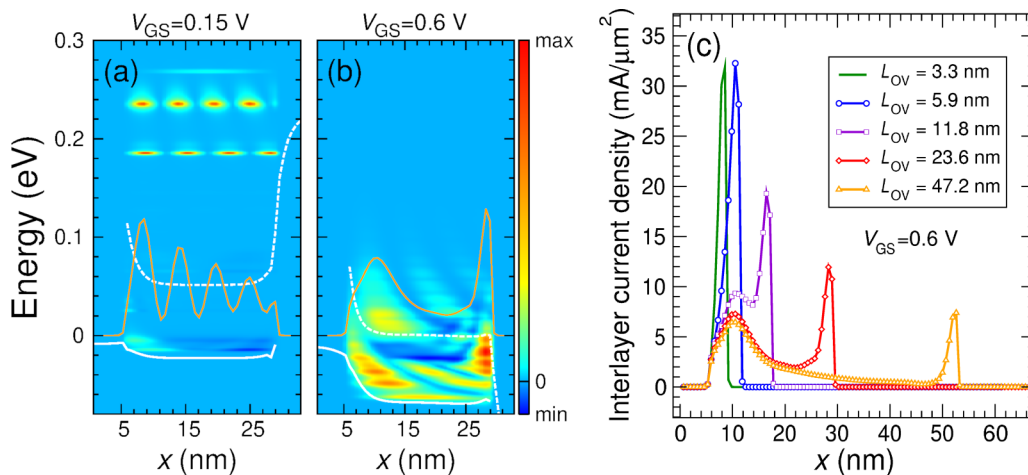 V_GS=0.15 V
V_GS=0.6 V
(a)
(b)
(c)
Energy (eV)
0.3
0.2
0.1
0
x (nm)
5 15 25
x (nm)
5 15 25
max
0
min
Interlayer current density (mA/μm²)
35
30
25
20
15
10
5
0
L_OV = 3.3 nm
L_OV = 5.9 nm
L_OV = 11.8 nm
L_OV = 23.6 nm
L_OV = 47.2 nm
V_GS=0.6 V
0 10 20 30 40 50 60
x (nm)